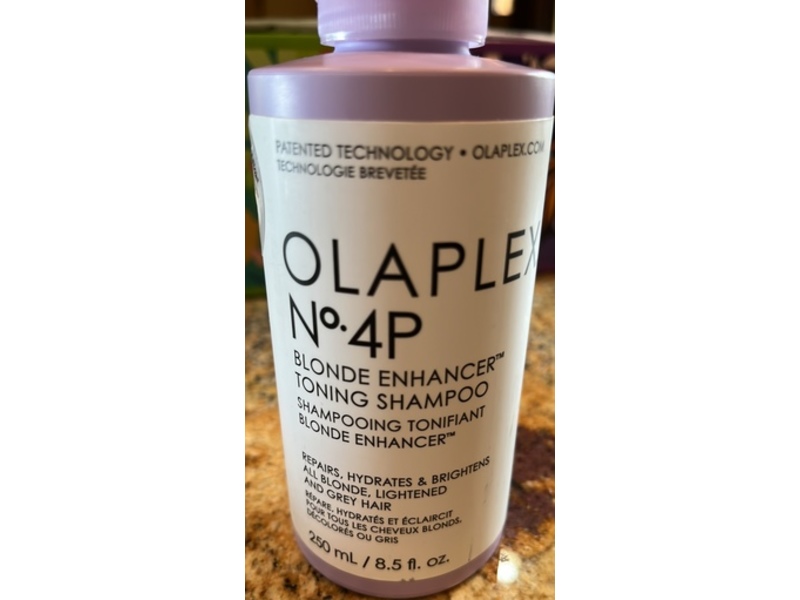 PATENTED TECHNOLOGY • OLAPLEX.COM
TECHNOLOGIE BREVETÉE
OLAPLEX
Nº.4P
BLONDE ENHANCER™
TONING SHAMPOO
SHAMPOOING TONIFIANT
BLONDE ENHANCER™
REPAIRS, HYDRATES & BRIGHTENS
ALL BLONDE, LIGHTENED
AND GREY HAIR
RÉPARE, HYDRATÉS ET ÉCLAIRCIT
POUR TOUS LES CHEVEUX BLONDS,
DÉCOLORÉS OU GRIS
250 mL / 8.5 fl. oz.